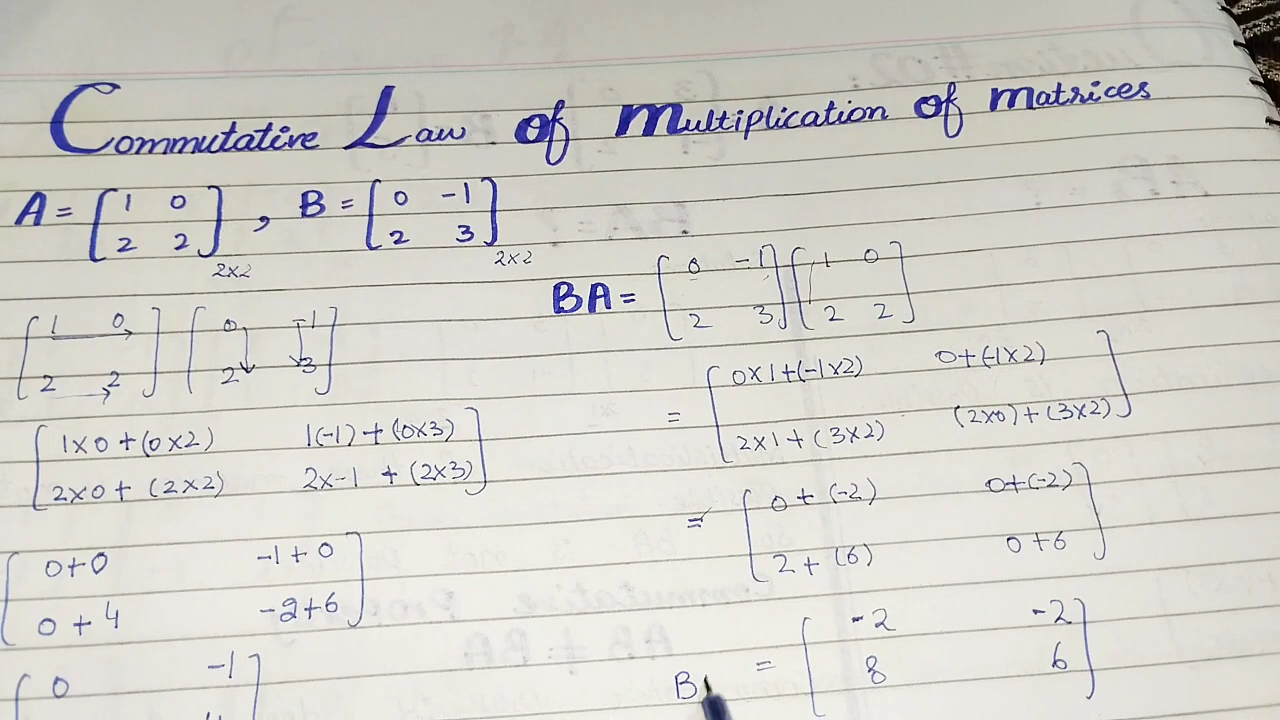 Commutative Law of Multiplication of matrices
A = [1 0
2 2] 2×2 , B = [0 -1
2 3] 2×2
[1 0
2 2] [0 -1
2 3]
[1×0+(0×2) 1(-1)+(0×3)
2×0+(2×2) 2×-1+(2×3)]
[0+0 -1+0
0+4 -2+6]
[0 -1
BA = [0 -1
2 3] [1 0
2 2]
= [0×1+(-1×2) 0+(-1×2)
2×1+(3×2) (2×0)+(3×2)]
= [0+(-2) 0+(-2)
2+(6) 0+6]
B = [-2 -2
8 6]